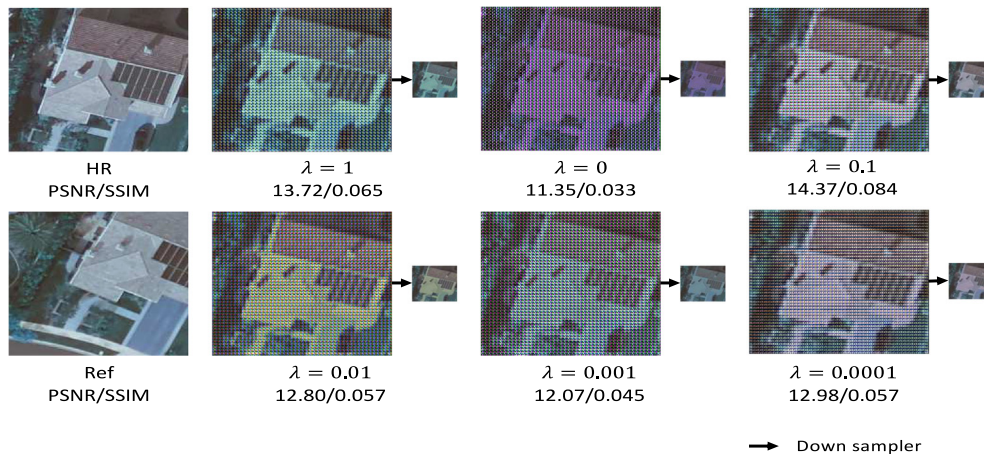 HR
PSNR/SSIM
λ = 1
13.72/0.065
λ = 0
11.35/0.033
λ = 0.1
14.37/0.084
Ref
PSNR/SSIM
λ = 0.01
12.80/0.057
λ = 0.001
12.07/0.045
λ = 0.0001
12.98/0.057
Down sampler